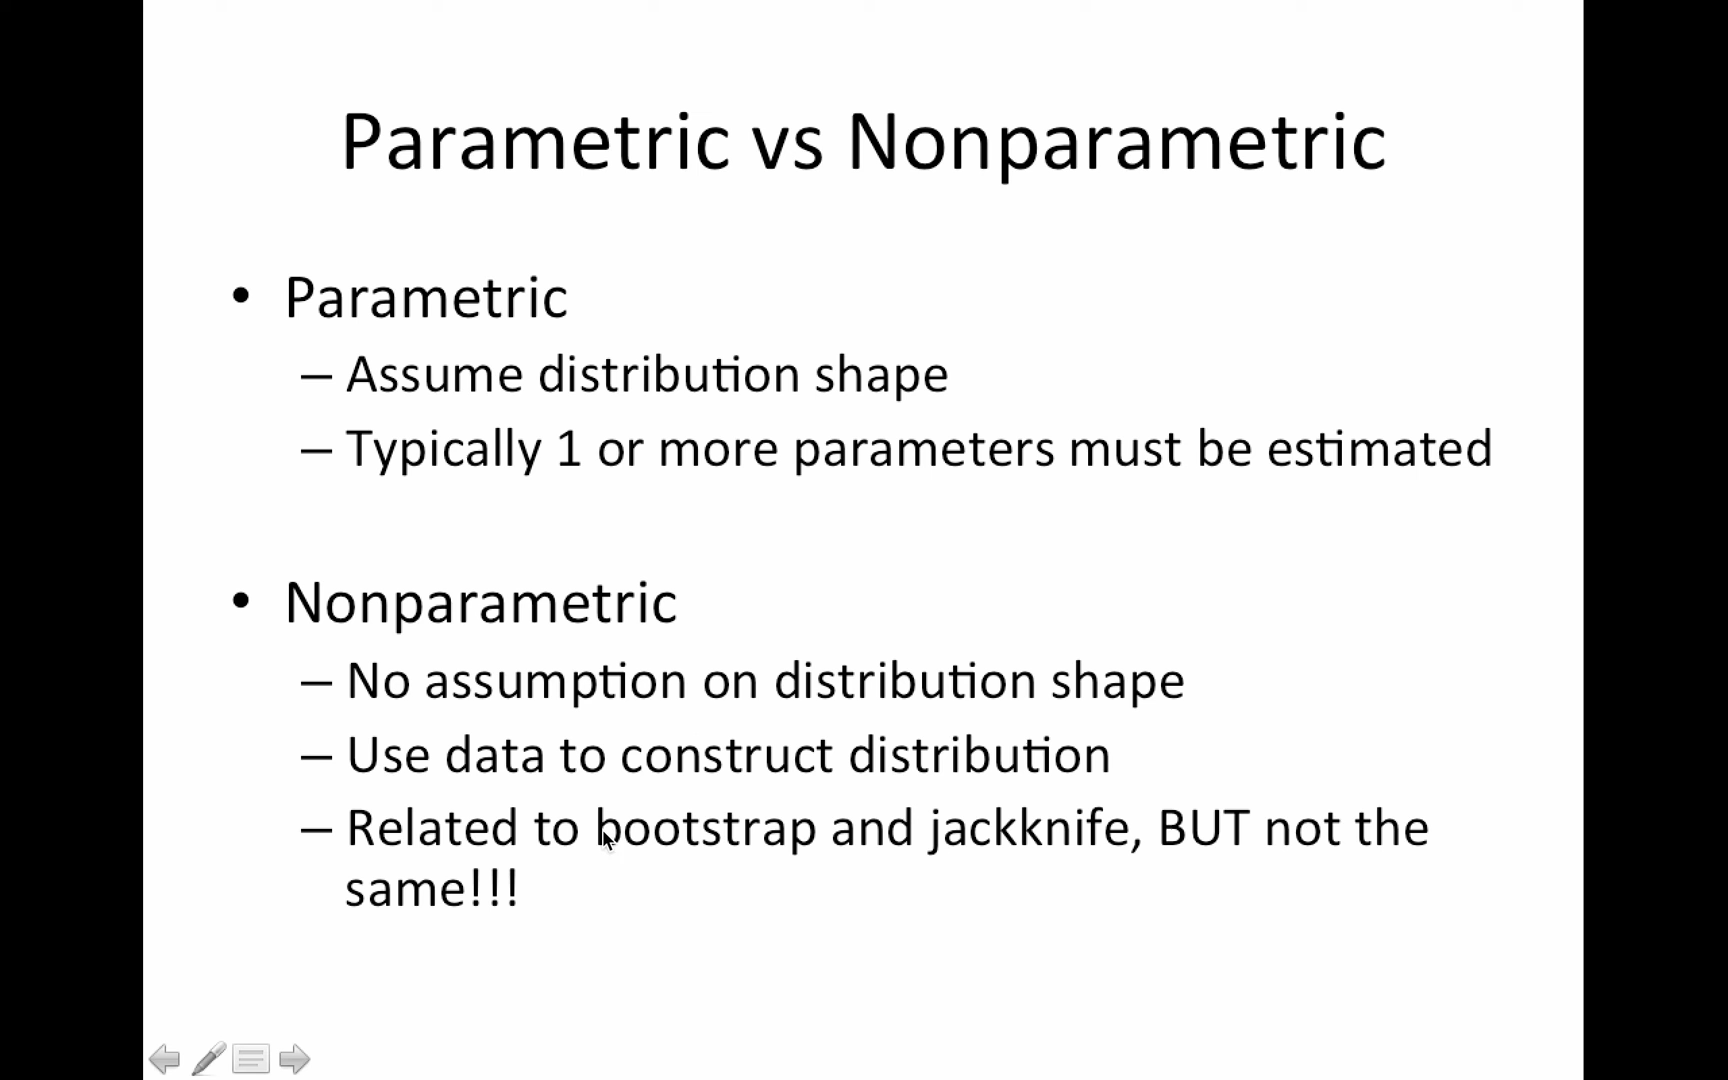 Parametric vs Nonparametric
• Parametric
– Assume distribution shape
– Typically 1 or more parameters must be estimated
• Nonparametric
– No assumption on distribution shape
– Use data to construct distribution
– Related to bootstrap and jackknife, BUT not the
same!!!